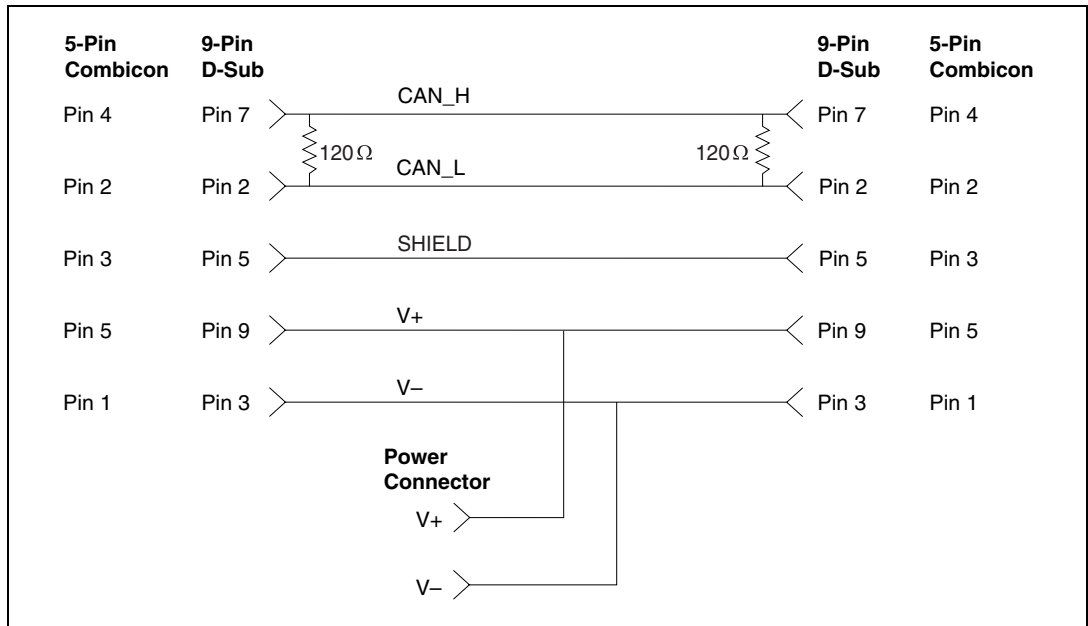 5-Pin Combicon 9-Pin D-Sub 9-Pin D-Sub 5-Pin Combicon
Pin 4 Pin 7 CAN_H Pin 7 Pin 4
120 Ω 120 Ω
Pin 2 Pin 2 CAN_L Pin 2 Pin 2
Pin 3 Pin 5 SHIELD Pin 5 Pin 3
Pin 5 Pin 9 V+ Pin 9 Pin 5
Pin 1 Pin 3 V– Pin 3 Pin 1
Power
Connector
V+
V–